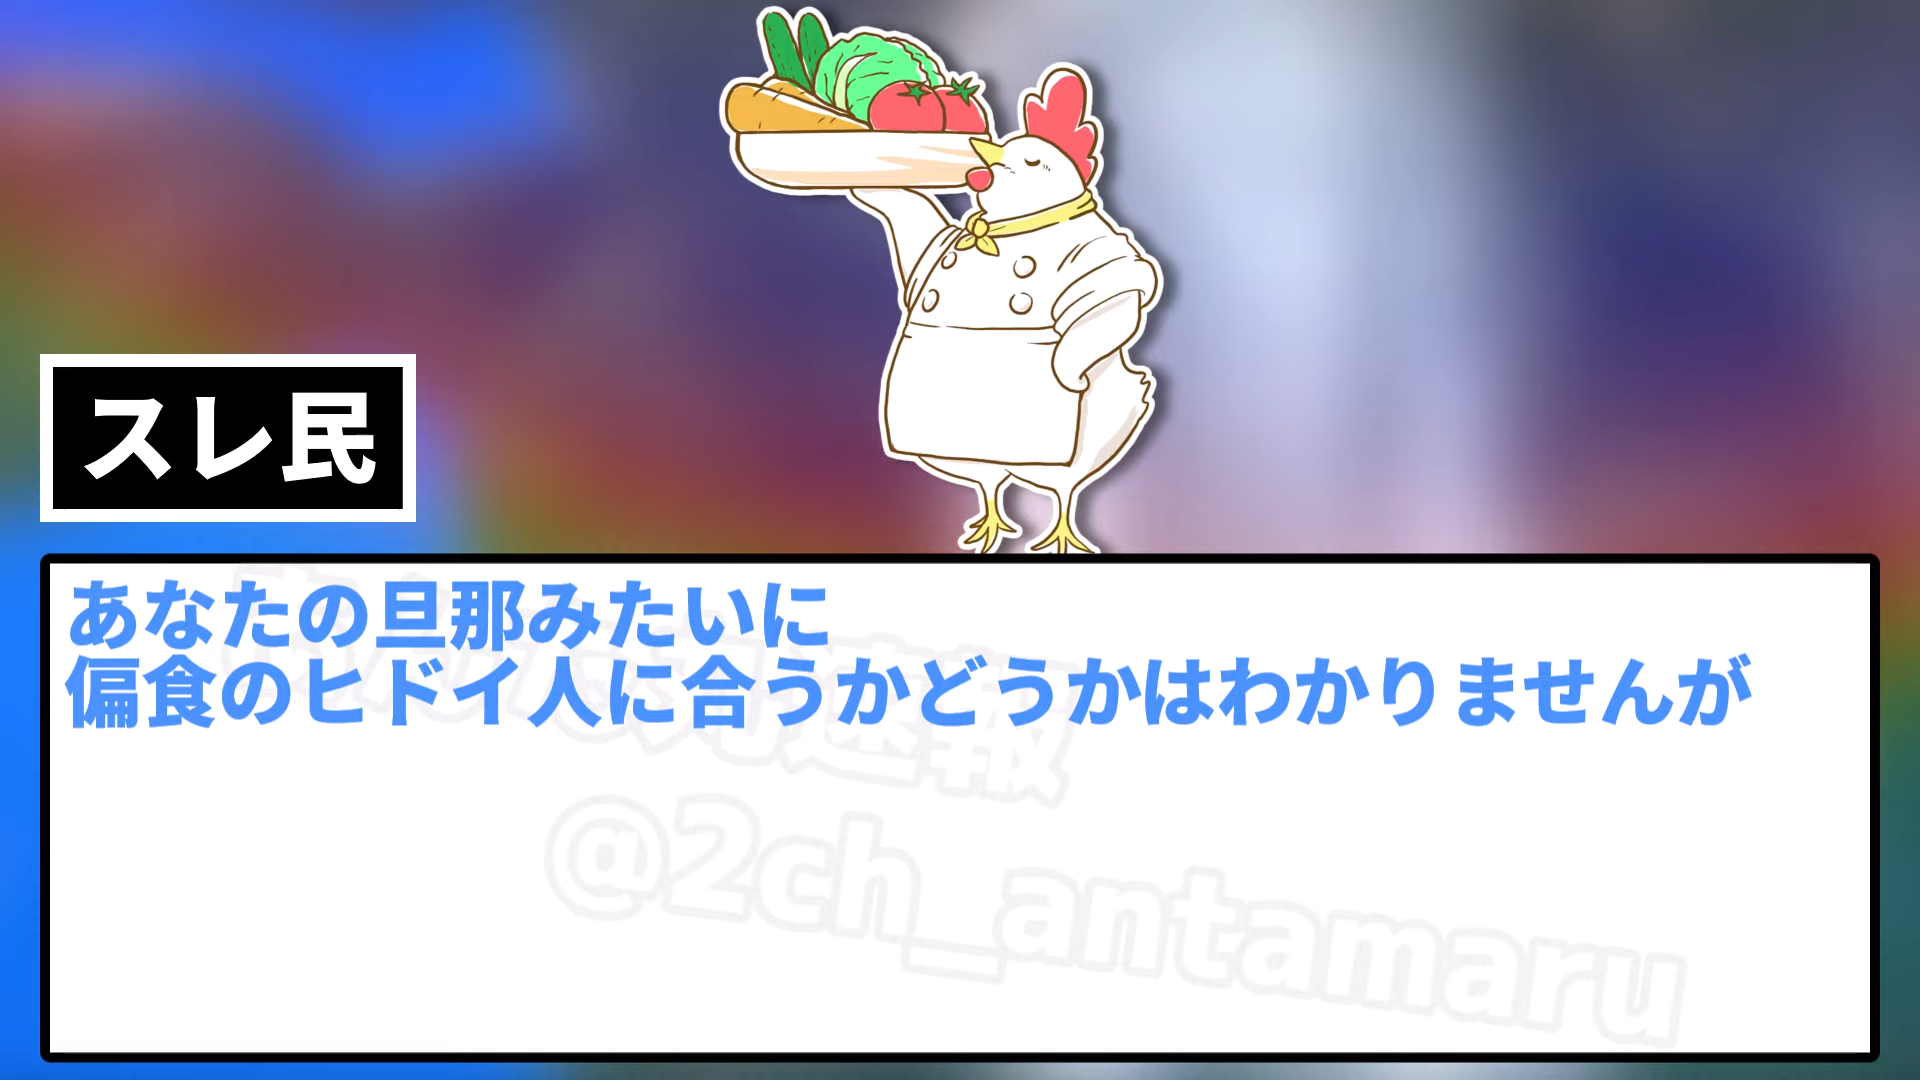 スレ民
あなたの旦那みたいに
偏食のヒドイ人に合うかどうかはわかりませんが
@2ch_antamaru